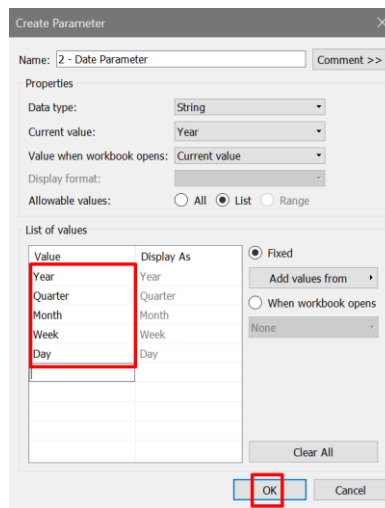 Create Parameter
Name: 2 - Date Parameter Comment >>
Properties
Data type: String
Current value: Year
Value when workbook opens: Current value
Display format:
Allowable values: All List Range
List of values
Value Display As Fixed
Year Year Add values from
Quarter Quarter When workbook opens
Month Month None
Week Week
Day Day
Clear All
OK Cancel